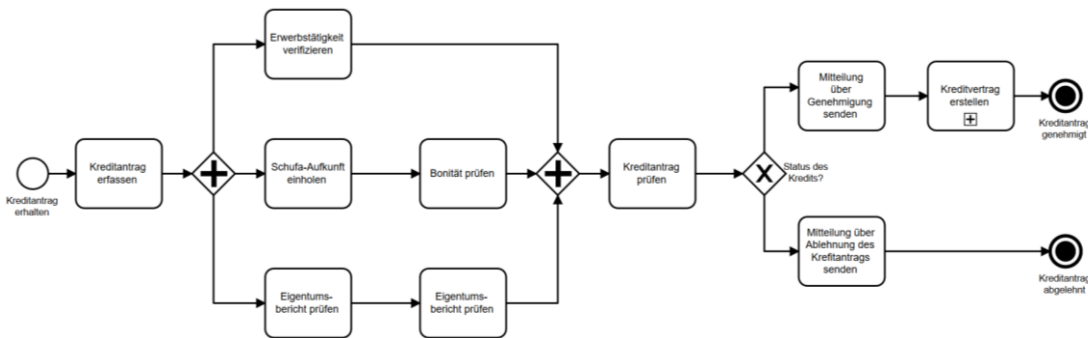 Kreditantrag
erhalten
Kreditantrag
erfassen
Erwerbstätigkeit
verifizieren
Schufa-Aufkunft
einholen
Bonität prüfen
Eigentums-
bericht prüfen
Eigentums-
bericht prüfen
Kreditantrag
prüfen
Status des
Kredits?
Mitteilung
über
Genehmigung
senden
Kreditvertrag
erstellen
Kreditantrag
genehmigt
Mitteilung über
Ablehnung des
Krefitantrags
senden
Kreditantrag
abgelehnt